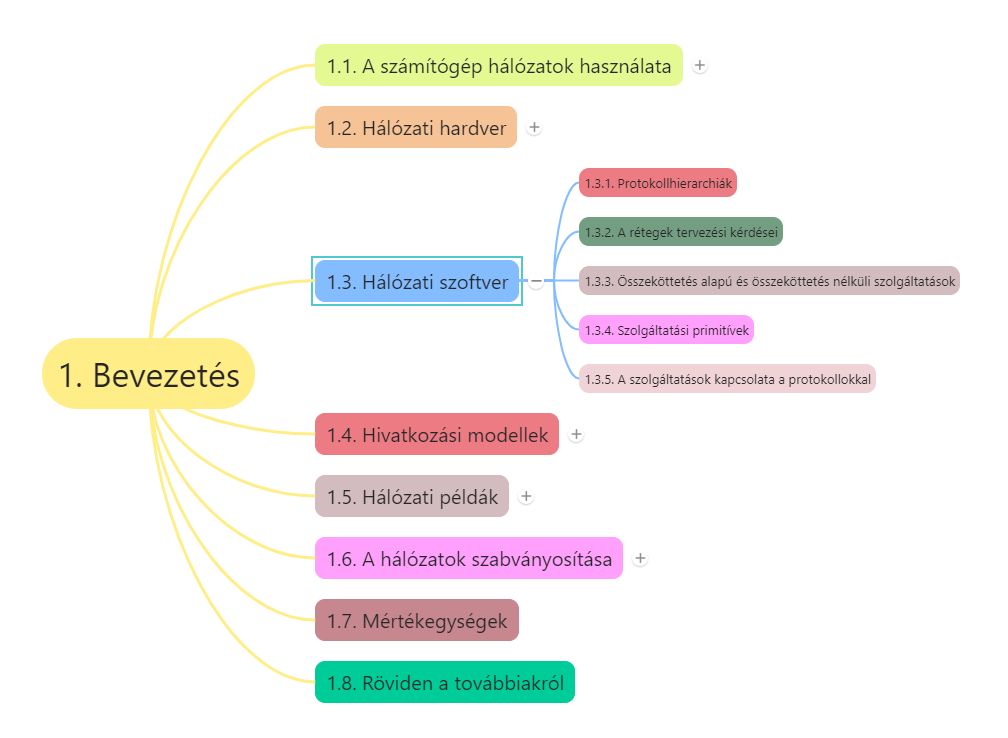 1. Bevezetés
1.1. A számítógép hálózatok használata
1.2. Hálózati hardver
1.3. Hálózati szoftver
1.3.1. Protokollhierarchiák
1.3.2. A rétegek tervezési kérdései
1.3.3. Összeköttetés alapú és összeköttetés nélküli szolgáltatások
1.3.4. Szolgáltatási primitívek
1.3.5. A szolgáltatások kapcsolata a protokollokkal
1.4. Hivatkozási modellek
1.5. Hálózati példák
1.6. A hálózatok szabványosítása
1.7. Mértékegységek
1.8. Röviden a továbbiakról